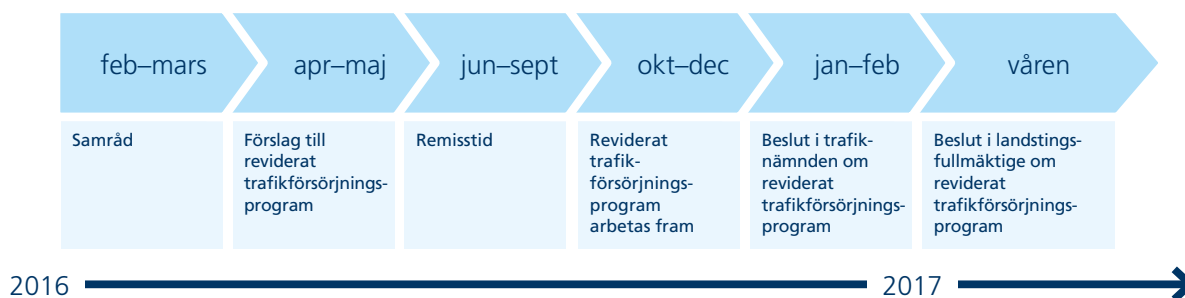 feb–mars
apr–maj
jun–sept
okt–dec
jan–feb
våren
Samråd
Förslag till
reviderat
trafikförsörjnings-
program
Remisstid
Reviderat
trafik-
försörjnings-
program
arbetas fram
Beslut i trafik-
nämnden om
reviderat
trafikförsörjnings-
program
Beslut i landstings-
fullmäktige om
reviderat
trafikförsörjnings-
program
2016
2017